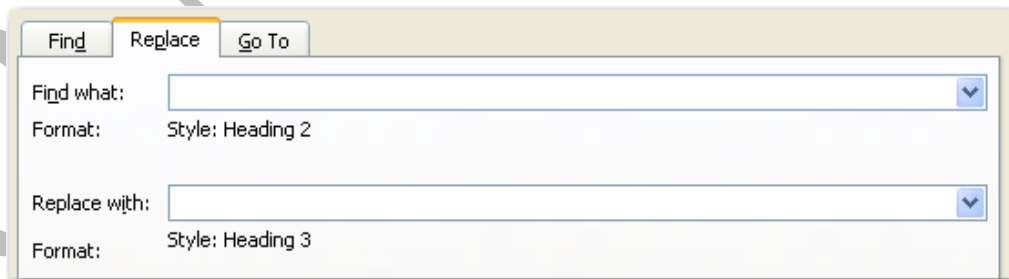 Find Replace Go To
Find what:
Format: Style: Heading 2
Replace with:
Format: Style: Heading 3